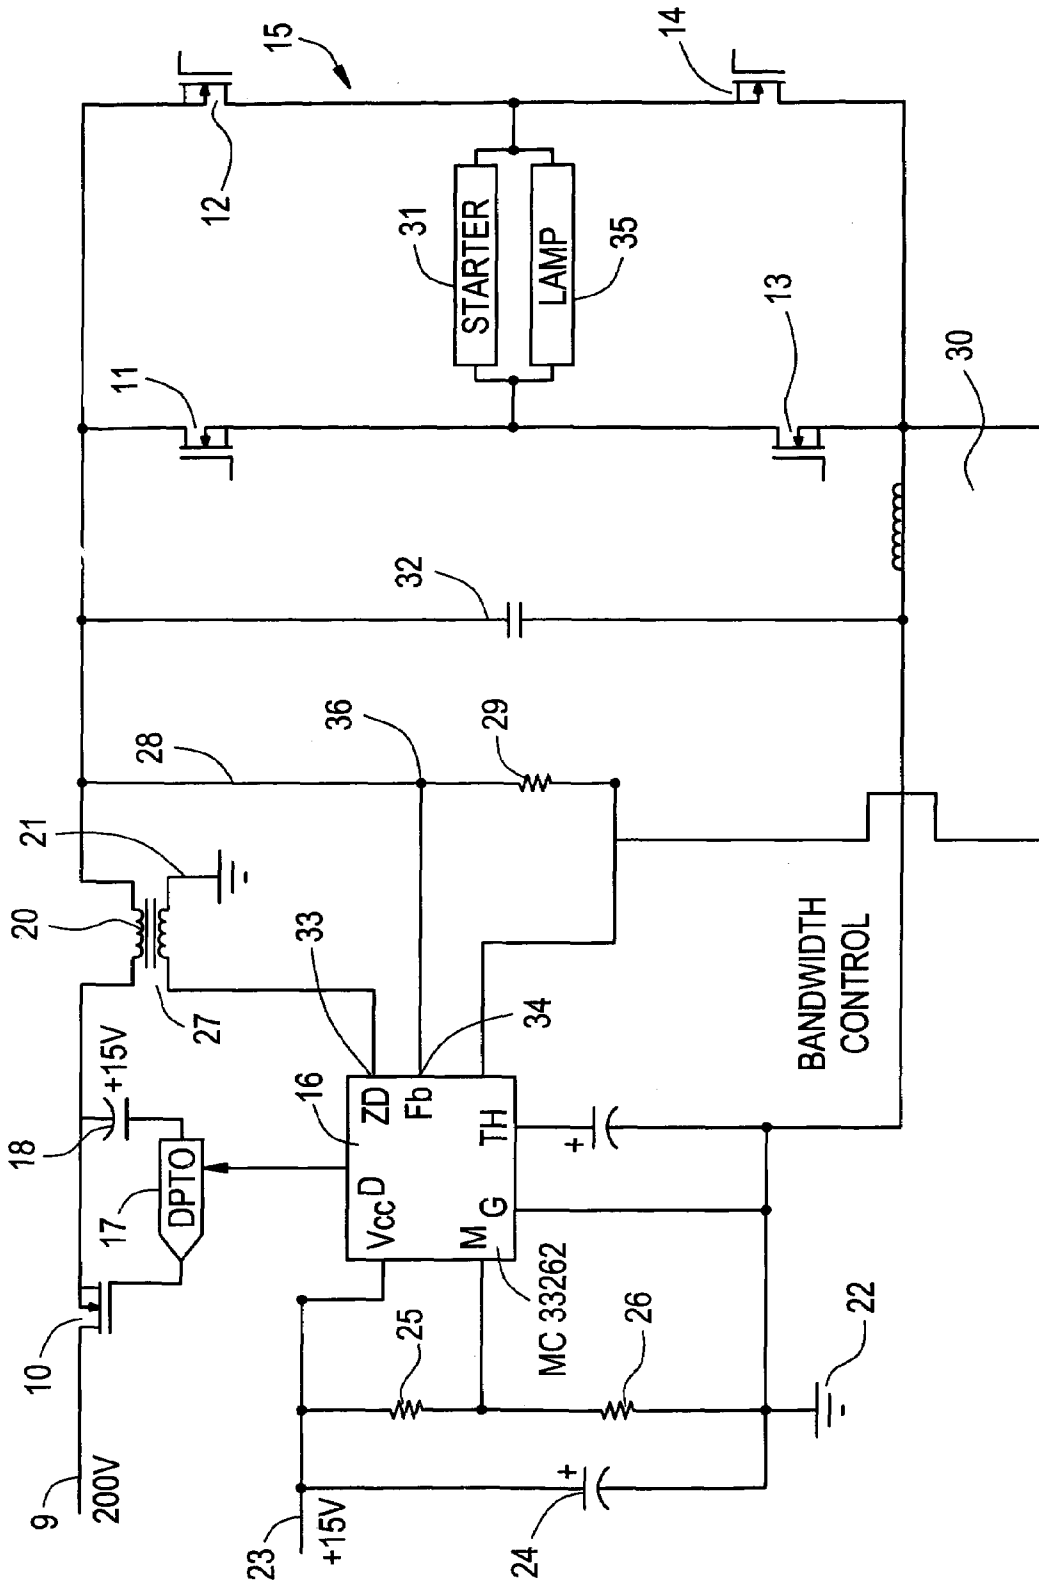 9
10
18
20
200V
17
+15V
11
28
DPTO
27
12
23
15
21
16
33
+15V
Vcc
D
ZD
25
32
31
Fb
36
M
STARTER
G
TH
29
24
+
MC 33262
34
LAMP
+
26
35
14
13
BANDWIDTH
CONTROL
22
30